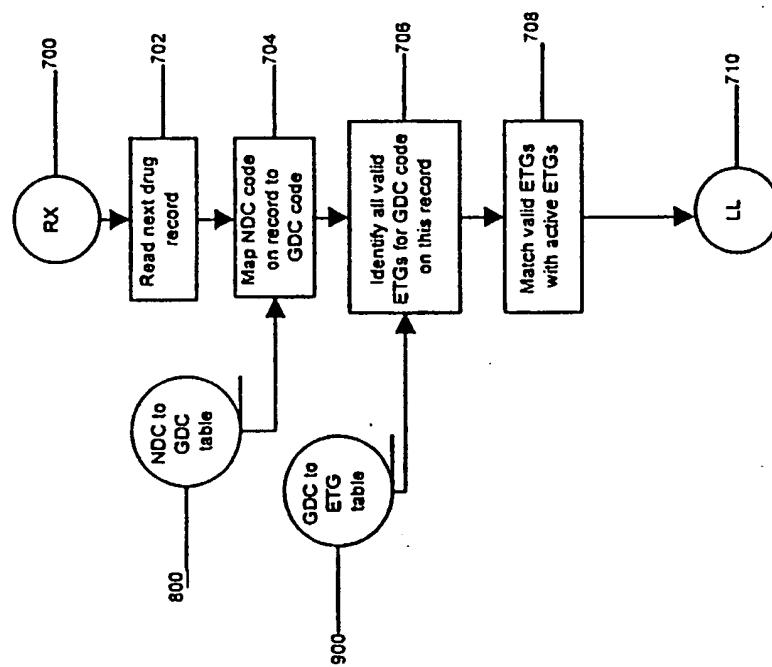 RX
700
Read next drug
record
702
NDC to
GDC
table
800
Map NDC code
on record to
GDC code
704
GDC to
ETG
table
900
Identify all valid
ETGs for GDC code
on this record
706
Match valid ETGs
with active ETGs
708
LL
710